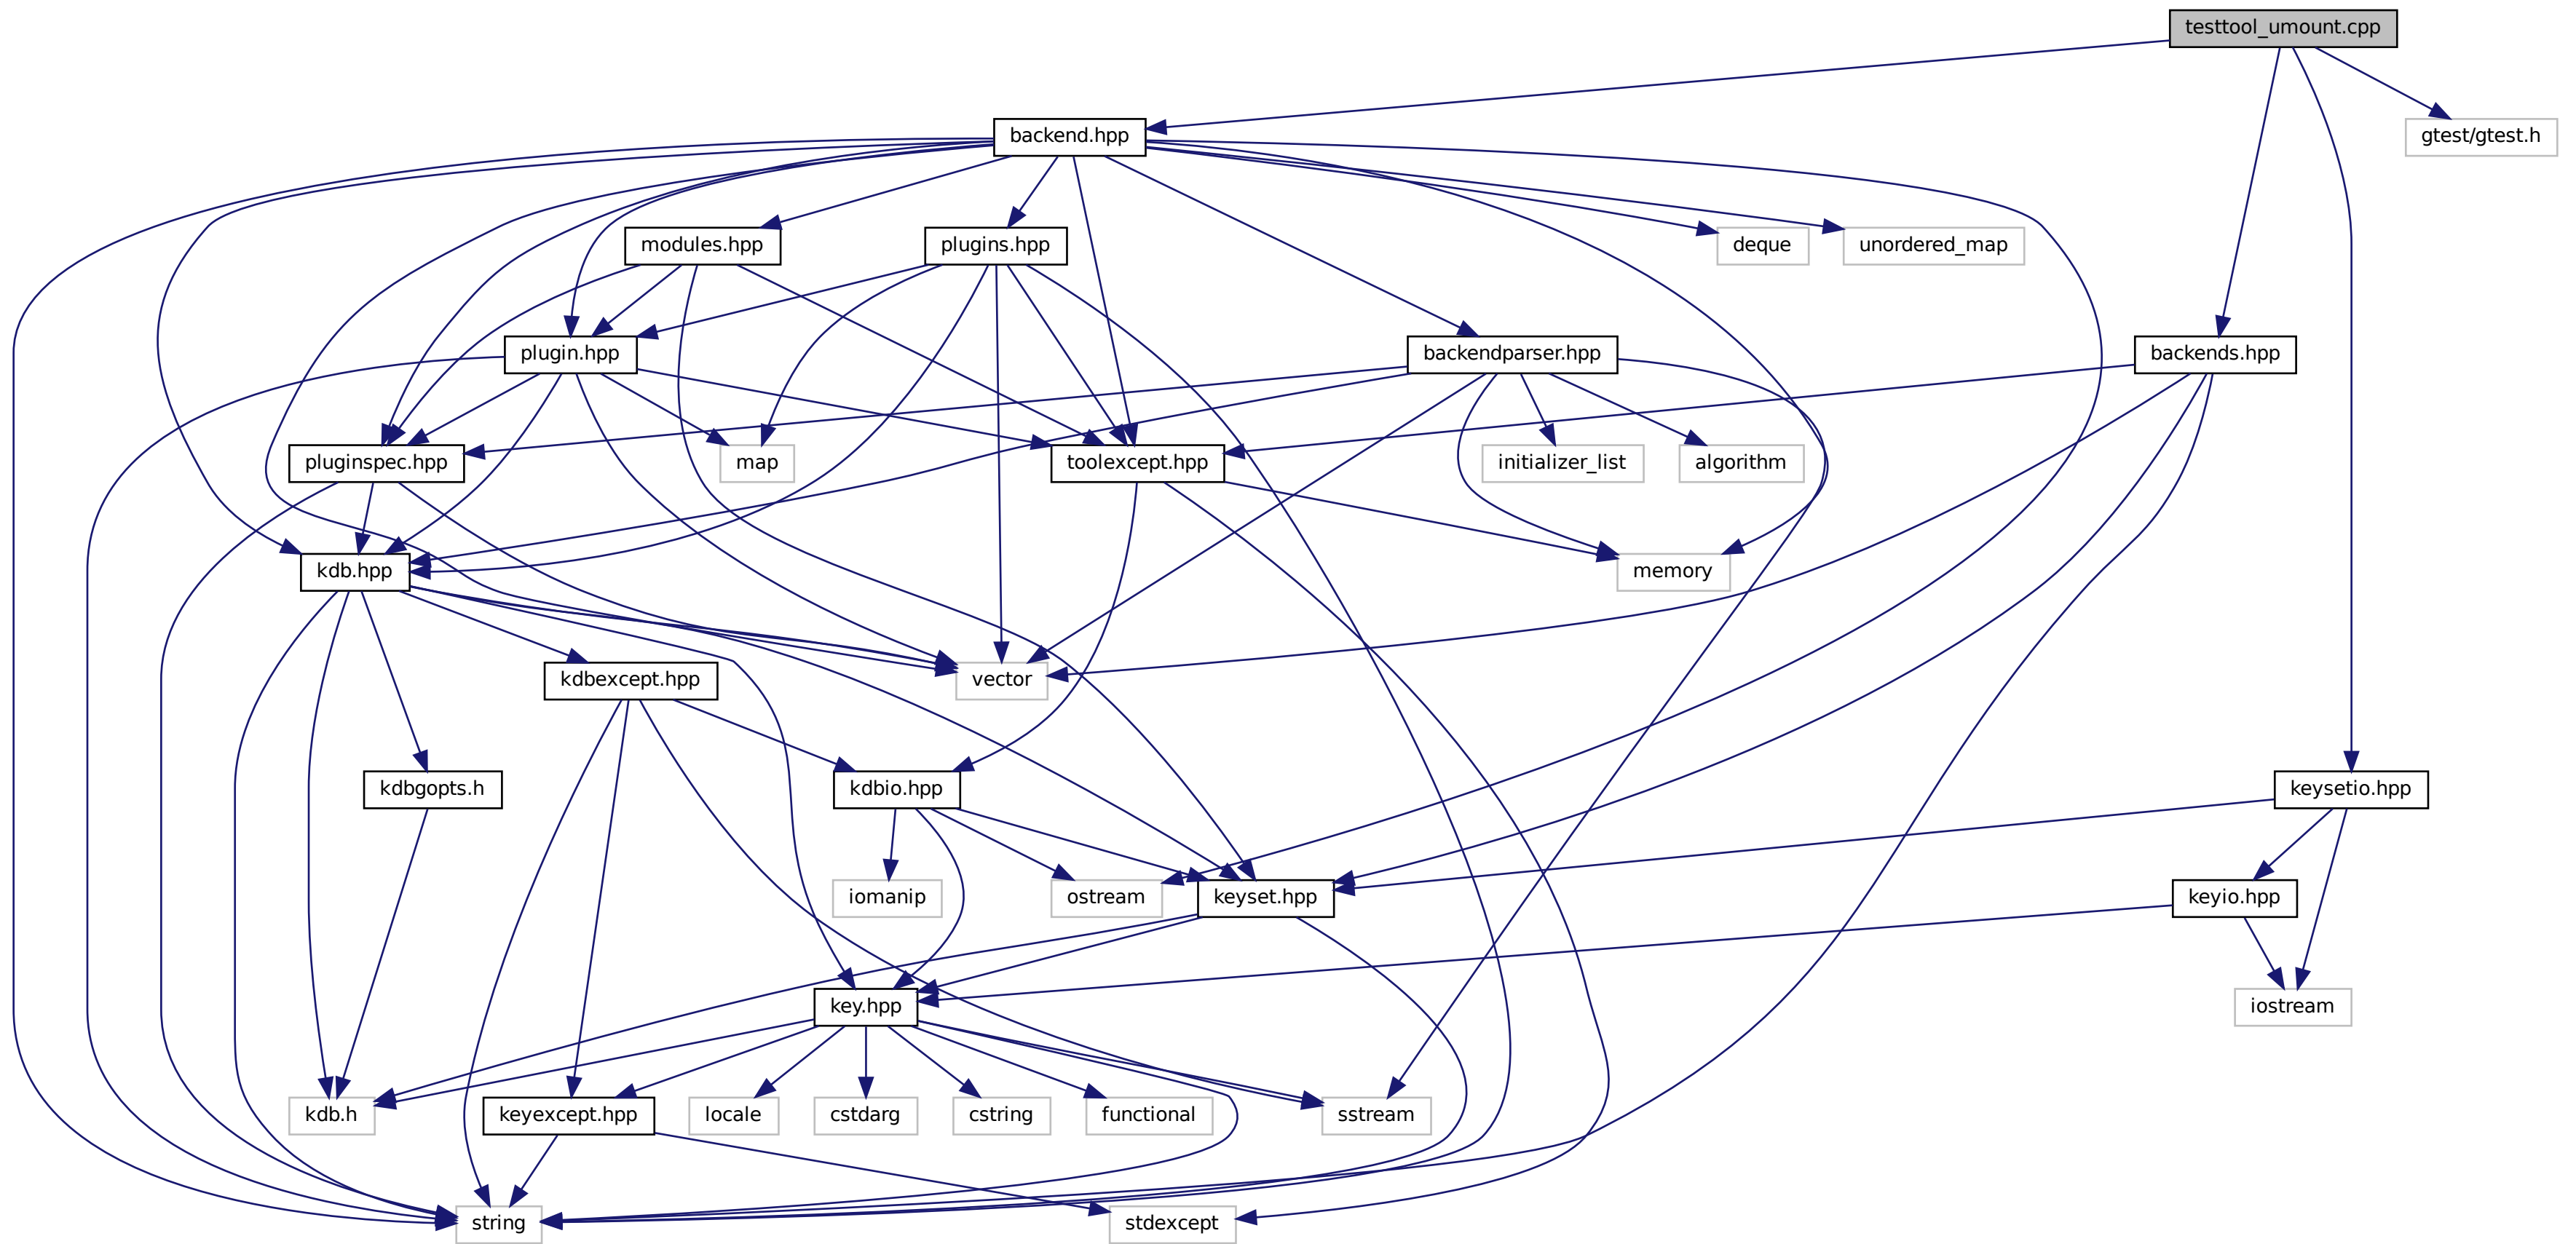 testtool_umount.cpp
backend.hpp
gtest/gtest.h
modules.hpp
plugins.hpp
deque
unordered_map
plugin.hpp
backendparser.hpp
backends.hpp
pluginspec.hpp
map
toolexcept.hpp
initializer_list
algorithm
kdb.hpp
memory
kdbexcept.hpp
vector
kdbgopts.h
kdbio.hpp
keysetio.hpp
iomanip
ostream
keyset.hpp
keyio.hpp
key.hpp
iostream
kdb.h
keyexcept.hpp
locale
cstdarg
cstring
functional
sstream
string
stdexcept